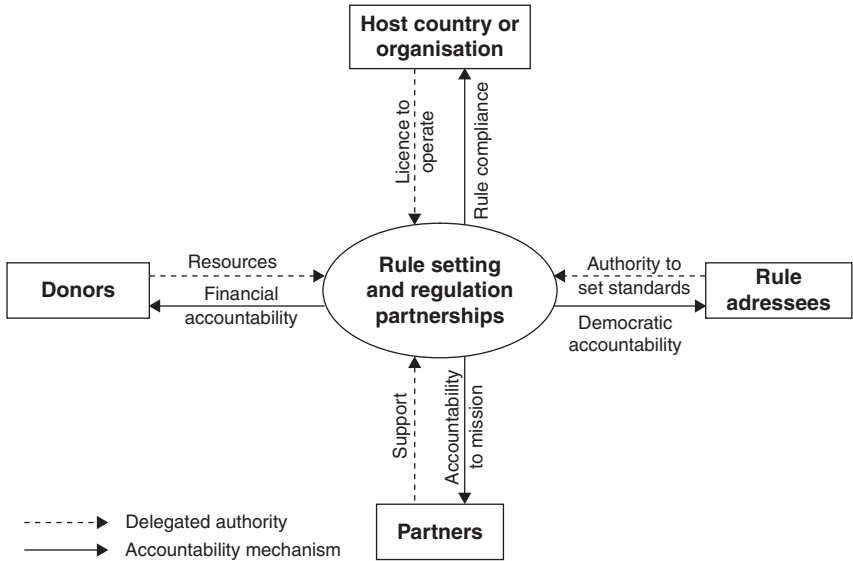 Host country or
organisation
Licence to
operate
Rule compliance
Donors
Resources
Financial
accountability
Rule setting
and regulation
partnerships
Authority to
set standards
Democratic
accountability
Rule
adressees
Support
Accountability
to mission
Partners
Delegated authority
Accountability mechanism